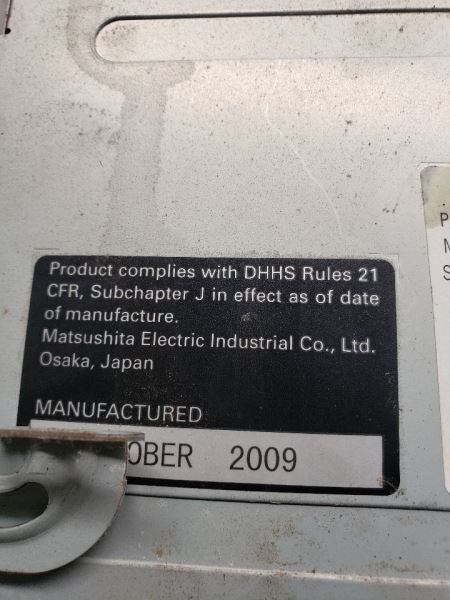 Product complies with DHHS Rules 21
CFR, Subchapter J in effect as of date
of manufacture.
Matsushita Electric Industrial Co., Ltd.
Osaka, Japan
MANUFACTURED
OBER 2009
P
M
S